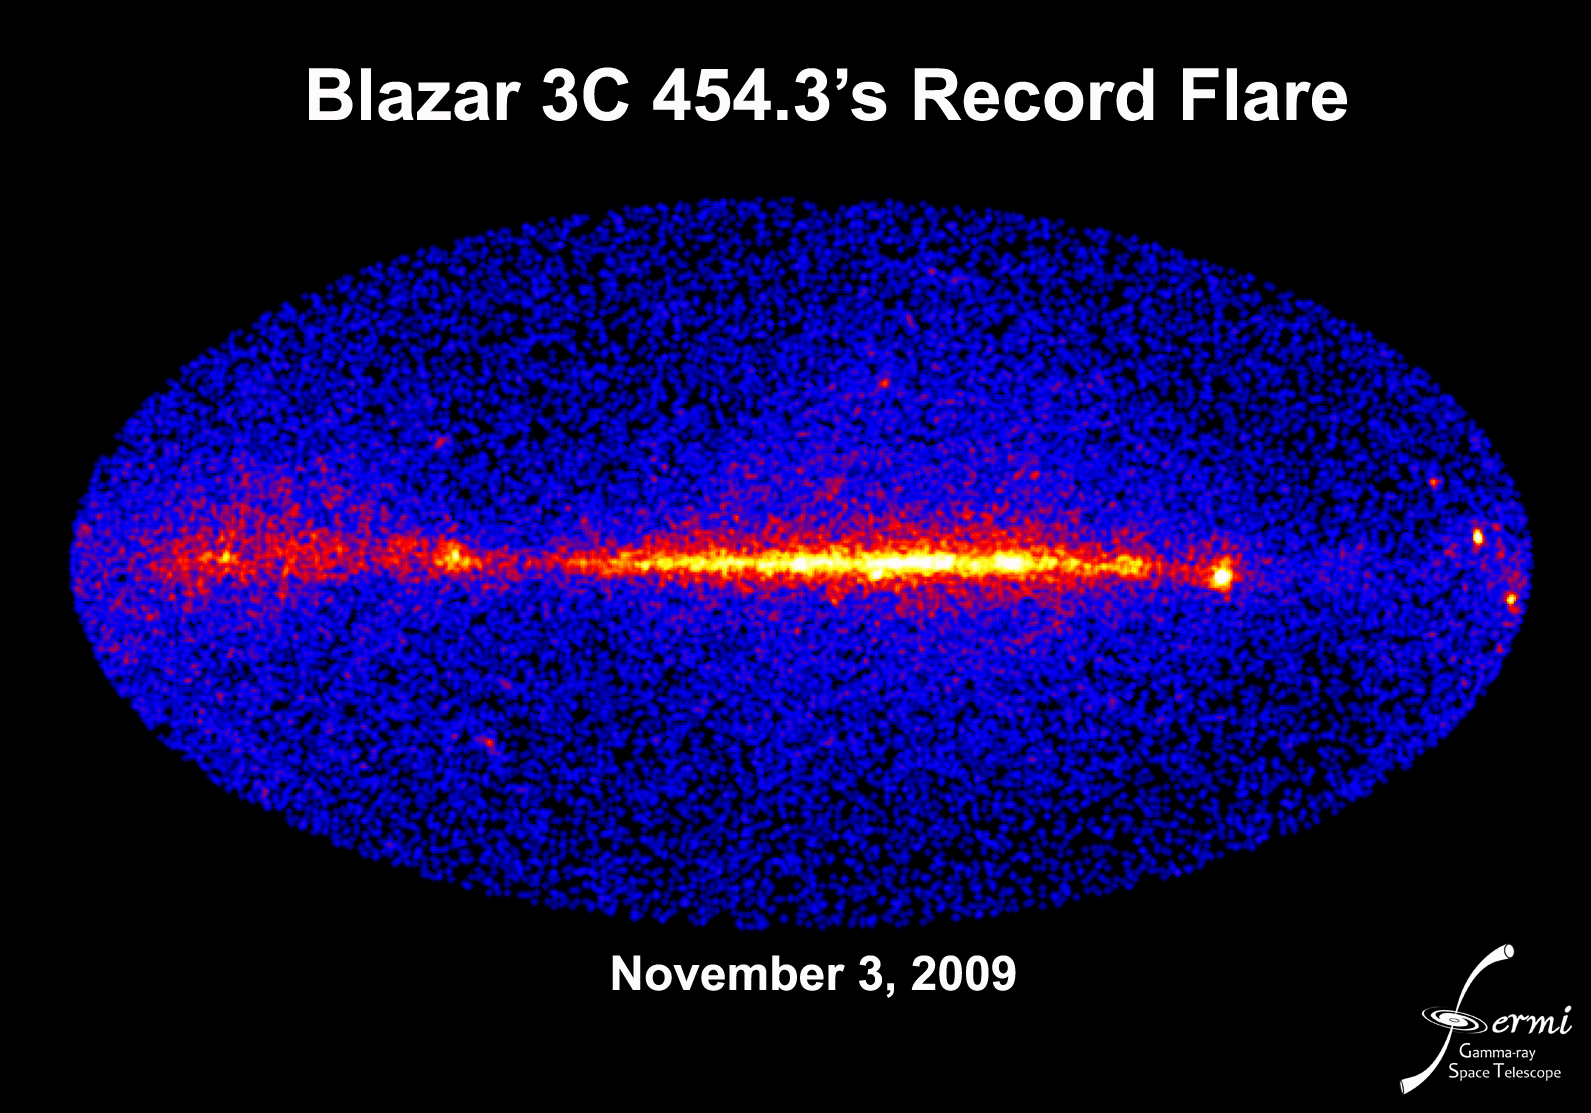 Blazar 3C 454.3’s Record Flare
November 3, 2009
Fermi
Gamma-ray
Space Telescope